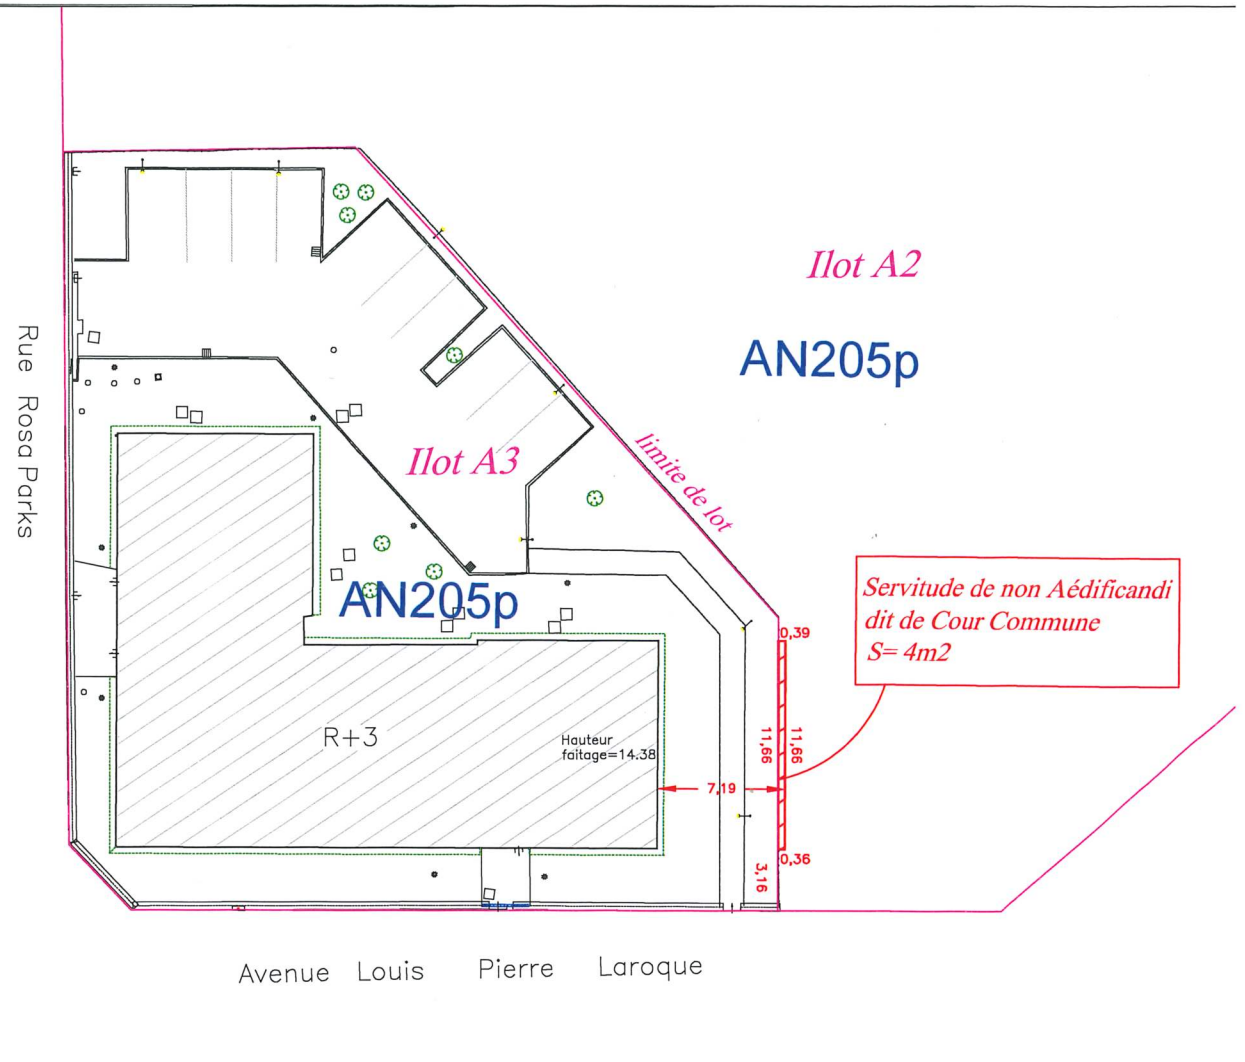 Ilot A2
AN205p
Rue Rosa Parks
Ilot A3
limite de lot
AN205p
Servitude de non Aédificandi
dit de Cour Commune
S= 4m2
0,39
R+3
Hauteur
faitage=14.38
11,66
11,66
7,19
0,36
3,16
Avenue Louis Pierre Laroque